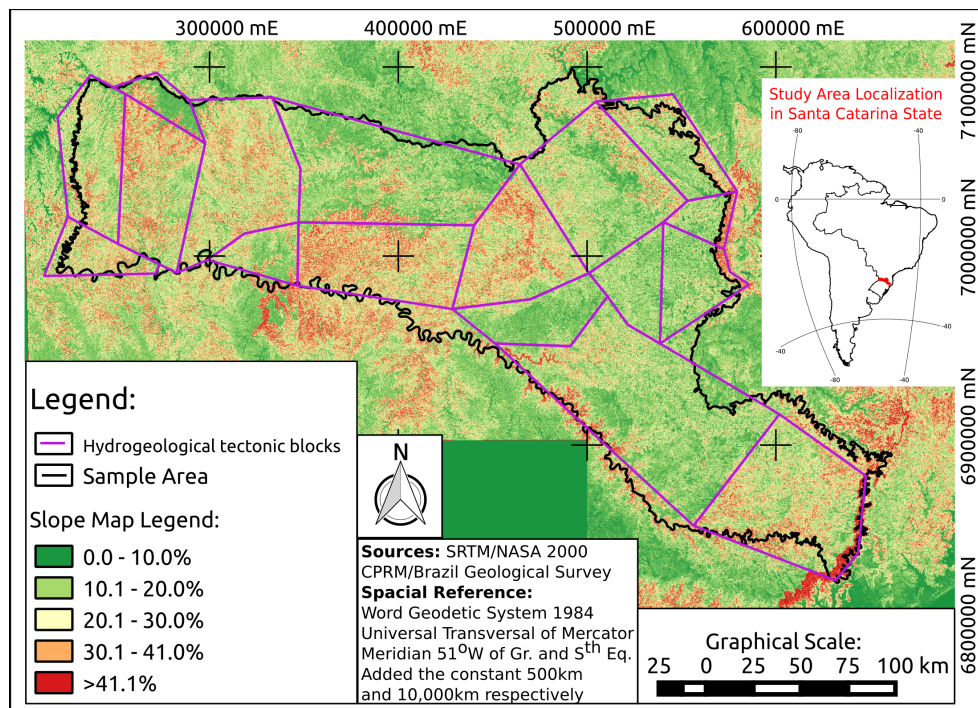 300000 mE
400000 mE
500000 mE
600000 mE
7100000 mN
7000000 mN
6900000 mN
6800000 mN
Study Area Localization
in Santa Catarina State
-80
-40
0
0
-40
-40
-80
-40
Legend:
Hydrogeological tectonic blocks
Sample Area
Slope Map Legend:
0.0 - 10.0%
10.1 - 20.0%
20.1 - 30.0%
30.1 - 41.0%
>41.1%
N
Sources: SRTM/NASA 2000
CPRM/Brazil Geological Survey
Spacial Reference:
Word Geodetic System 1984
Universal Transversal of Mercator
Meridian 51ºW of Gr. and Sth Eq.
Added the constant 500km
and 10,000km respectively
Graphical Scale:
25 0 25 50 75 100 km